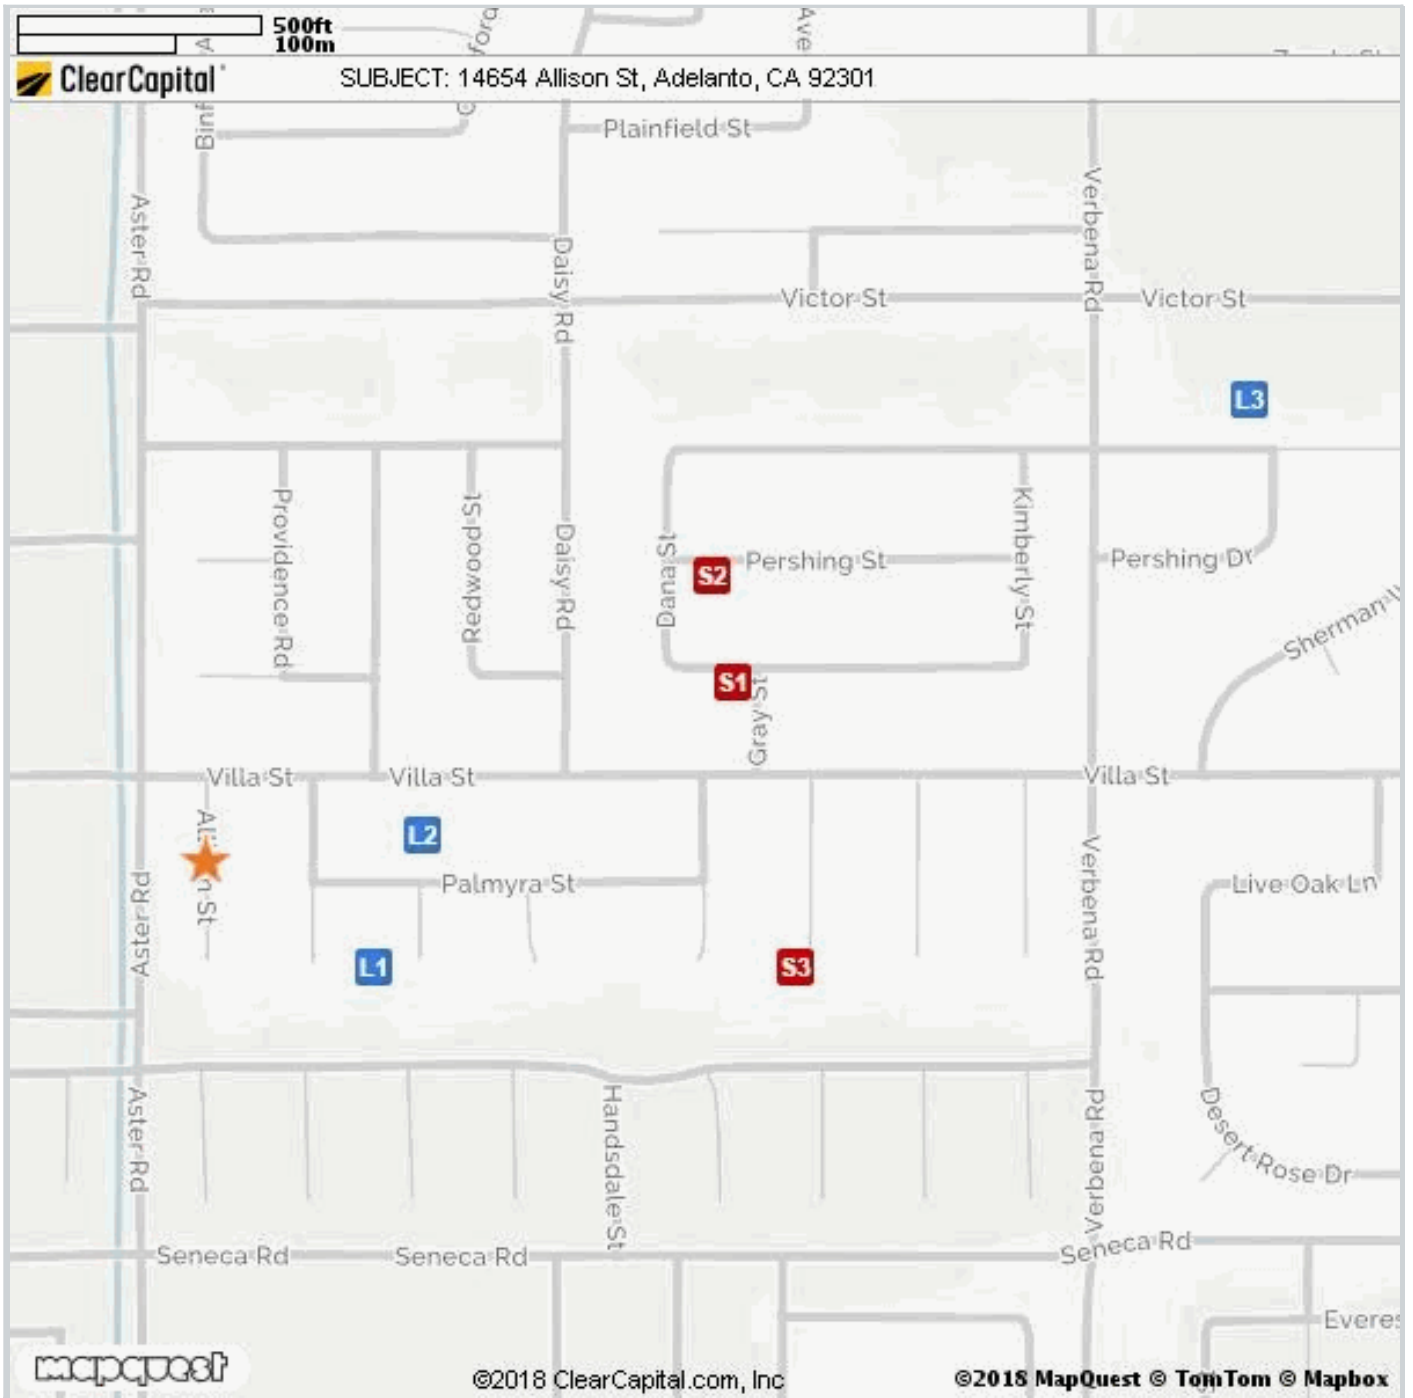 500ft
100m
Ave
ClearCapital
SUBJECT: 14654 Allison St, Adelanto, CA 92301
Plainfield St
Aster Rd
Verbena Rd
Daisy Rd
Victor St
Victor St
L3
Providence Rd
Redwood St
Daisy Rd
Dana St
S2
Pershing St
Kimberly St
Pershing Dr
Sherman
S1
Gray St
Villa St
Villa St
Villa St
L2
Aster Rd
Palmyra St
Verbena Rd
Live Oak Ln
L1
S3
Aster Rd
Handsdale St
Verbena Rd
Desert Rose Dr
Seneca Rd
Seneca Rd
Seneca Rd
Everes
mapquest
©2018 ClearCapital.com, Inc
©2018 MapQuest © TomTom © Mapbox